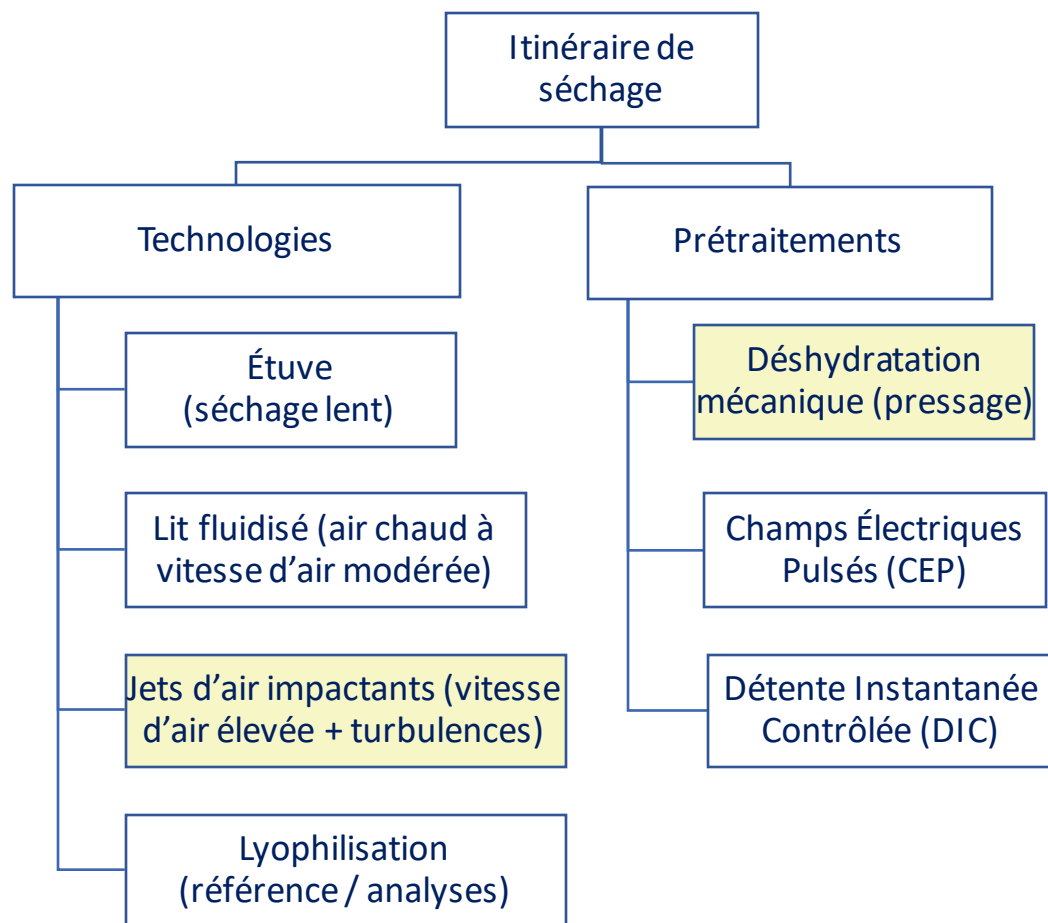 Itinéraire de
séchage
Technologies
Étuve
(séchage lent)
Lit fluidisé (air chaud à
vitesse d’air modérée)
Jets d’air impactants (vitesse
d’air élevée + turbulences)
Lyophilisation
(référence / analyses)
Prétraitements
Déshydratation
mécanique (pressage)
Champs Électriques
Pulsés (CEP)
Détente Instantanée
Contrôlée (DIC)